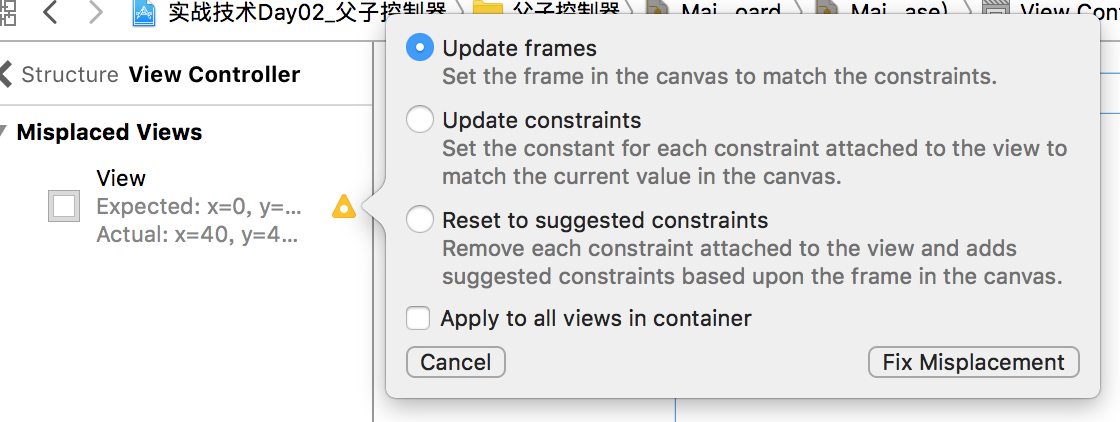 实战技术Day02_父子控制器
父子控制器
Mai...oard
Mai...ase)
View Cont
Structure View Controller
Misplaced Views
View
Expected: x=0, y=...
Actual: x=40, y=4...
Update frames
Set the frame in the canvas to match the constraints.
Update constraints
Set the constant for each constraint attached to the view to
match the current value in the canvas.
Reset to suggested constraints
Remove each constraint attached to the view and adds
suggested constraints based upon the frame in the canvas.
Apply to all views in container
Cancel
Fix Misplacement